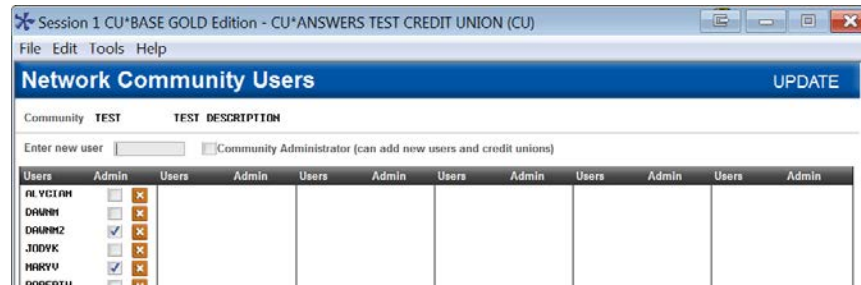 Session 1 CU*BASE GOLD Edition - CU*ANSWERS TEST CREDIT UNION (CU)
File Edit Tools Help
Network Community Users UPDATE
Community TEST TEST DESCRIPTION
Enter new user Community Administrator (can add new users and credit unions)
Users Admin Users Admin Users Admin Users Admin Users Admin Users Admin
ALYCIAM
DAWNM
DAWNM2
JODYK
MARYV